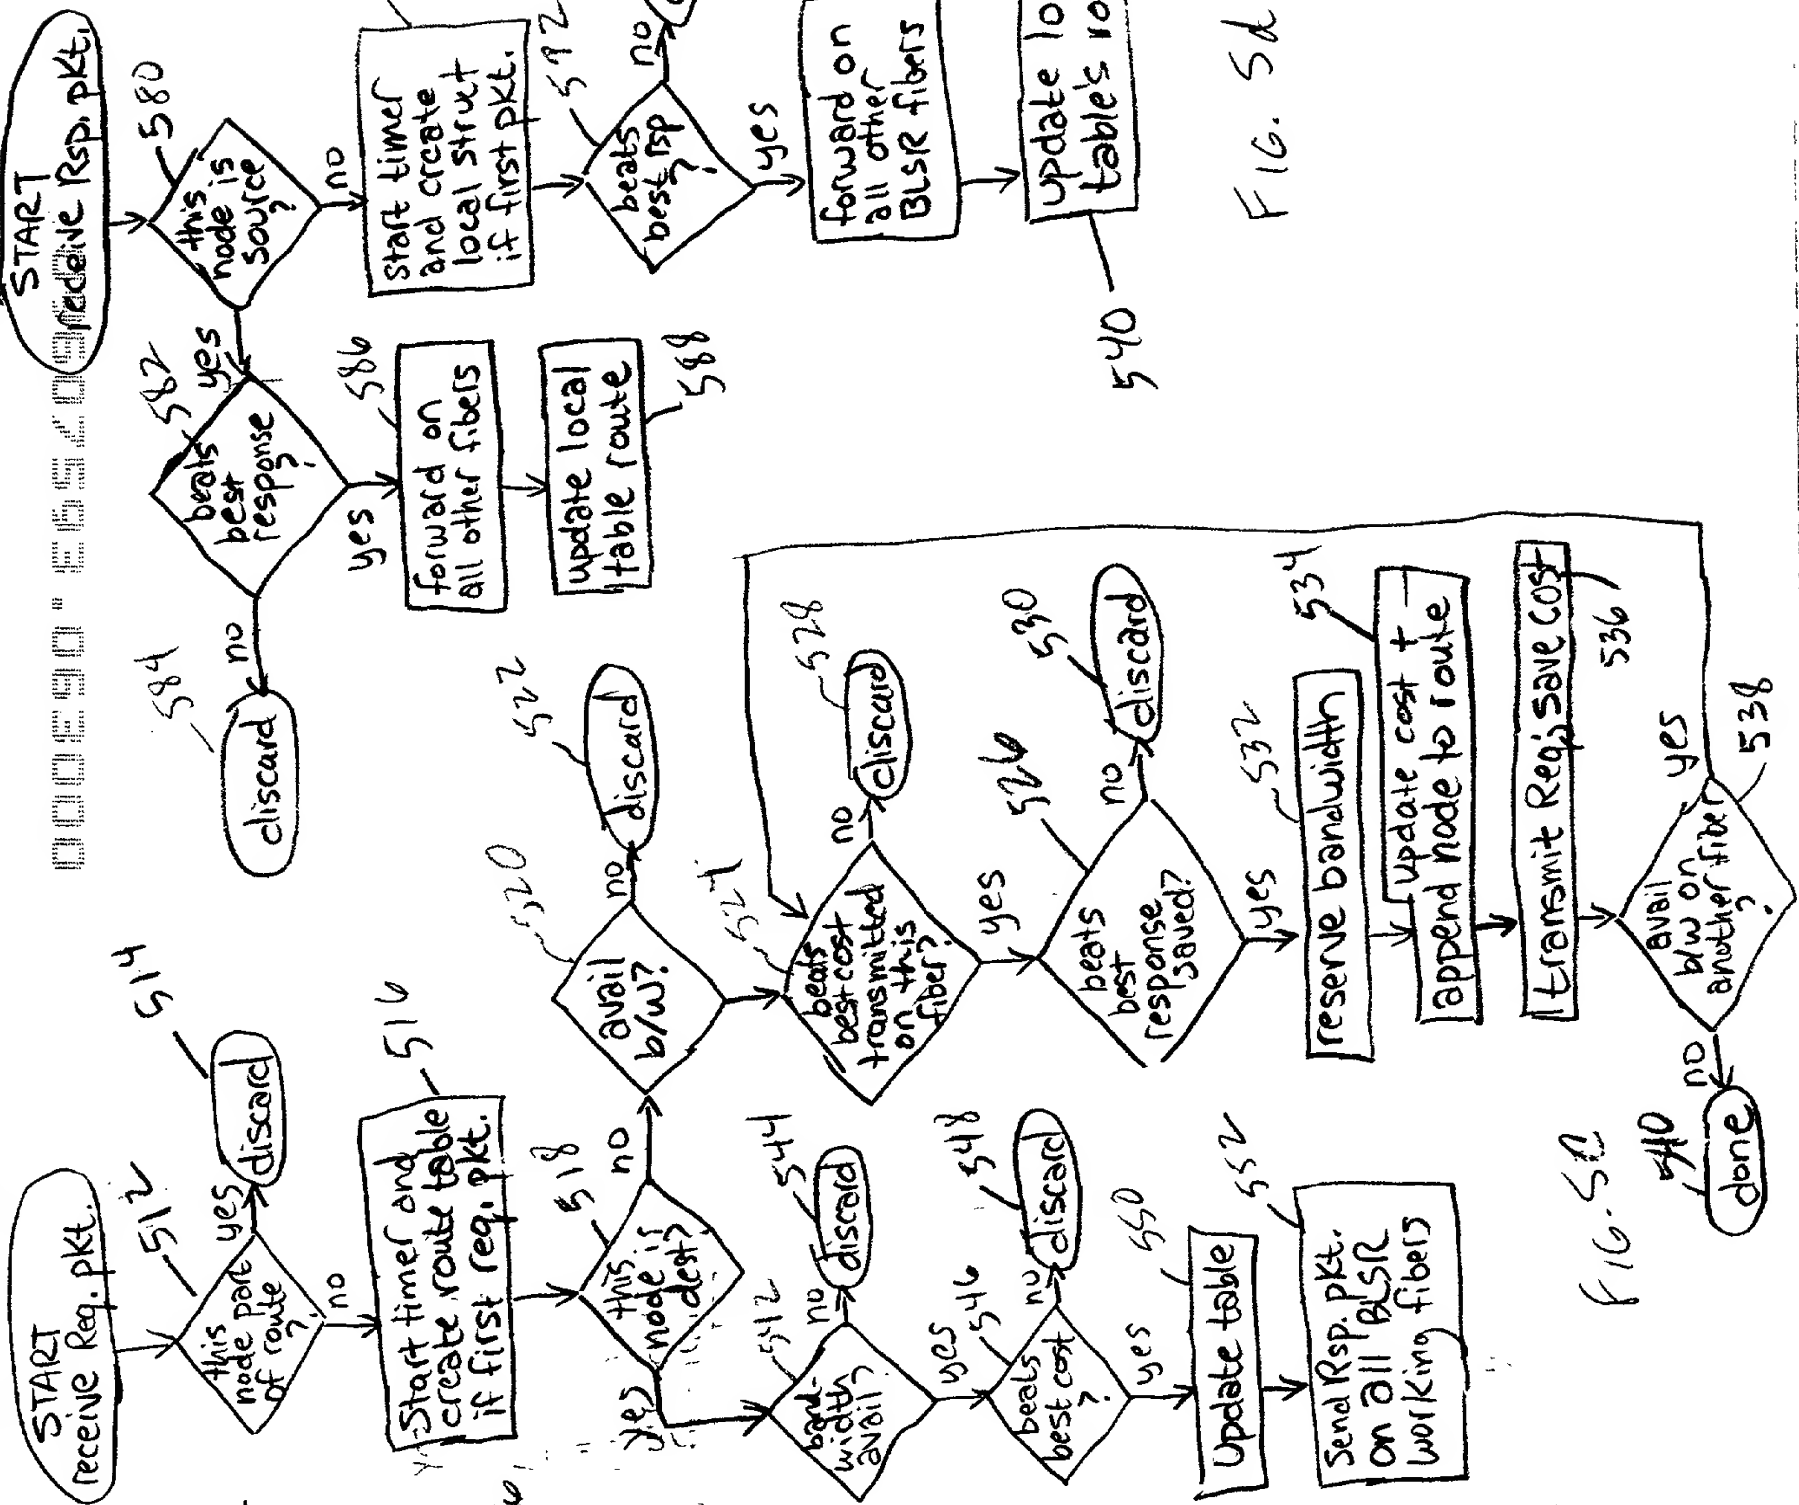 START
receive Req. pkt.
512
this
node part
of route
?
yes
discard
514
no
Start timer and
create route table
if first req. pkt.
516
this
node is
dest?
518
no
yes
avail
b/w?
520
no
discard
522
beats
best cost
transmitted
on this
fiber?
524
no
discard
528
yes
beats
best
response
saved?
526
no
discard
530
yes
reserve bandwidth
532
update cost +
append node to route
534
transmit Req, save cost
536
avail
b/w on
another fiber
?
538
yes
no
done
540
band-
width
avail?
542
no
discard
544
yes
beats
best cost
?
546
no
discard
548
yes
Update table
550
Send Rsp. pkt.
on all BLSR
working fibers
552
FIG. 5c
START
receive Rsp. pkt.
this
node is
source
?
580
yes
beats
best
response
?
582
no
discard
584
yes
forward on
all other fibers
586
update local
table route
588
no
start timer
and create
local struct
if first pkt.
beats
best rsp
?
592
no
yes
forward on
all other
BLSR fibers
update lo
table's ro
540
FIG. 5d